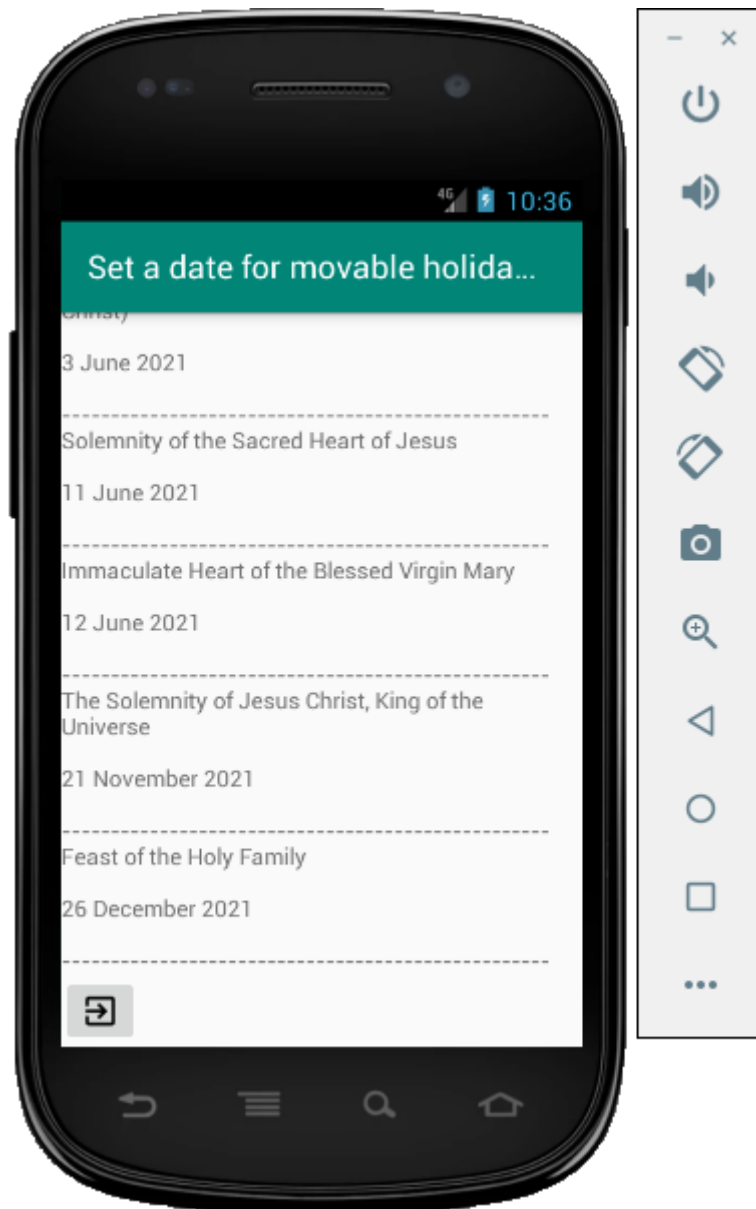 4G 10:36
Set a date for movable holida...
Christ)
3 June 2021
--------------------------------------------------
Solemnity of the Sacred Heart of Jesus
11 June 2021
--------------------------------------------------
Immaculate Heart of the Blessed Virgin Mary
12 June 2021
--------------------------------------------------
The Solemnity of Jesus Christ, King of the
Universe
21 November 2021
--------------------------------------------------
Feast of the Holy Family
26 December 2021
--------------------------------------------------